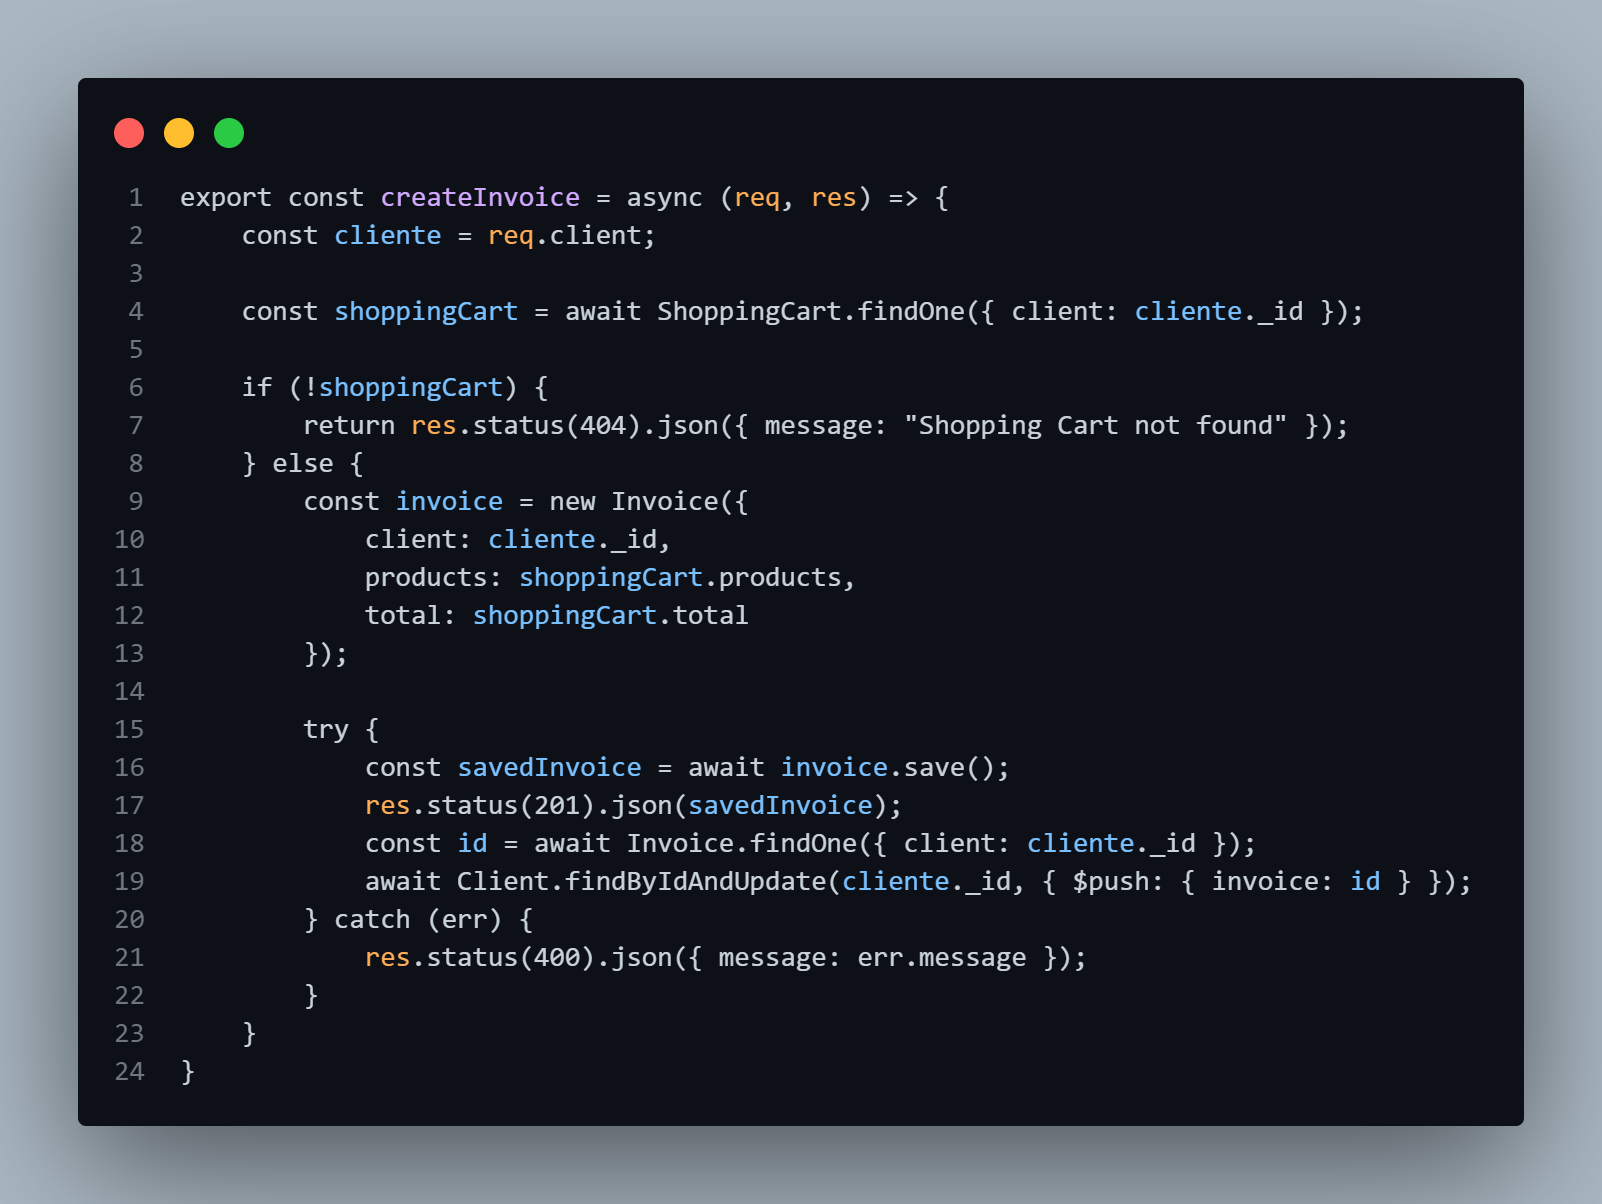 1 export const createInvoice = async (req, res) => {
2     const cliente = req.client;
3
4     const shoppingCart = await ShoppingCart.findOne({ client: cliente._id });
5
6     if (!shoppingCart) {
7         return res.status(404).json({ message: "Shopping Cart not found" });
8     } else {
9         const invoice = new Invoice({
10             client: cliente._id,
11             products: shoppingCart.products,
12             total: shoppingCart.total
13         });
14
15         try {
16             const savedInvoice = await invoice.save();
17             res.status(201).json(savedInvoice);
18             const id = await Invoice.findOne({ client: cliente._id });
19             await Client.findByIdAndUpdate(cliente._id, { $push: { invoice: id } });
20         } catch (err) {
21             res.status(400).json({ message: err.message });
22         }
23     }
24 }